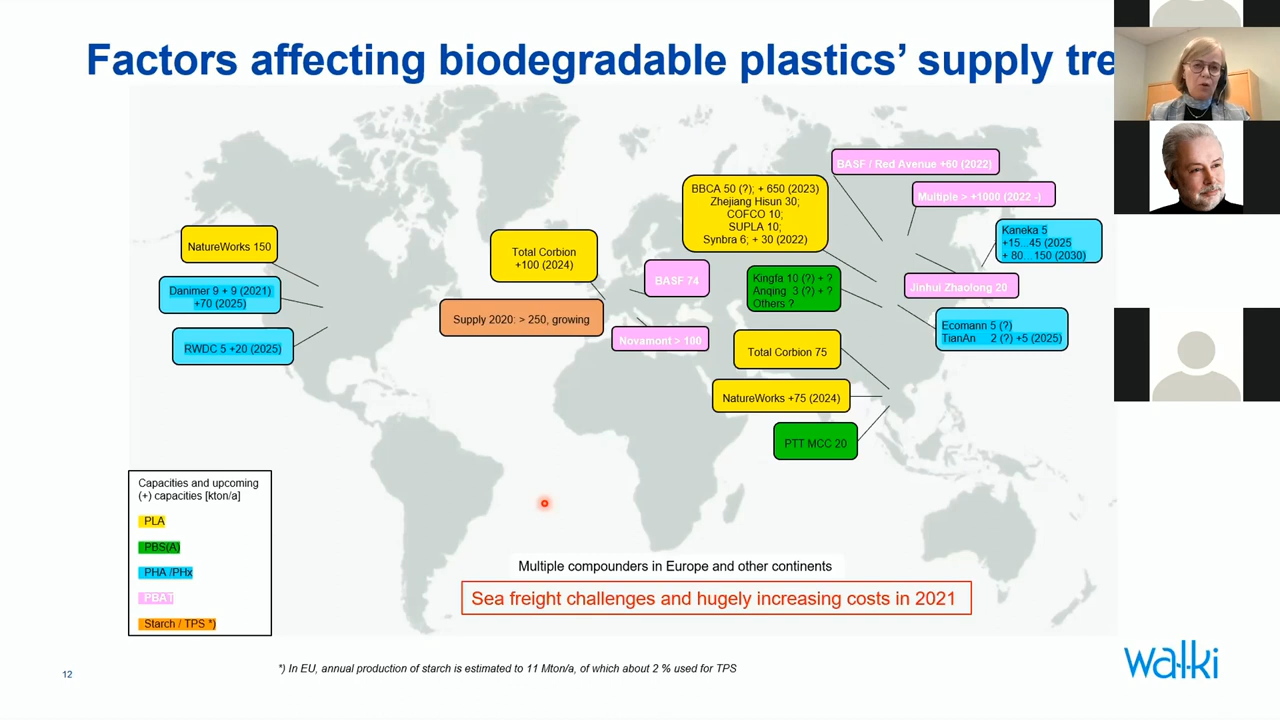 Factors affecting biodegradable plastics’ supply tre
BASF / Red Avenue +60 (2022)
BBCA 50 (?); + 650 (2023)
Zhejiang Hisun 30;
COFCO 10;
SUPLA 10;
Synbra 6; + 30 (2022)
Multiple > +1000 (2022 -)
Kaneka 5
+15...45 (2025
+ 80...150 (2030)
NatureWorks 150
Total Corbion
+100 (2024)
BASF 74
Kingfa 10 (?) + ?
Anqing 3 (?) + ?
Others ?
Jinhui Zhaolong 20
Danimer 9 + 9 (2021)
+70 (2025)
Supply 2020: > 250, growing
Novamont > 100
Ecomann 5 (?)
TianAn 2 (?) +5 (2025)
RWDC 5 +20 (2025)
Total Corbion 75
NatureWorks +75 (2024)
PTT MCC 20
Capacities and upcoming
(+) capacities [kton/a]
PLA
PBS(A)
PHA /PHx
PBAT
Starch / TPS *)
Multiple compounders in Europe and other continents
Sea freight challenges and hugely increasing costs in 2021
*) In EU, annual production of starch is estimated to 11 Mton/a, of which about 2 % used for TPS
12
walki